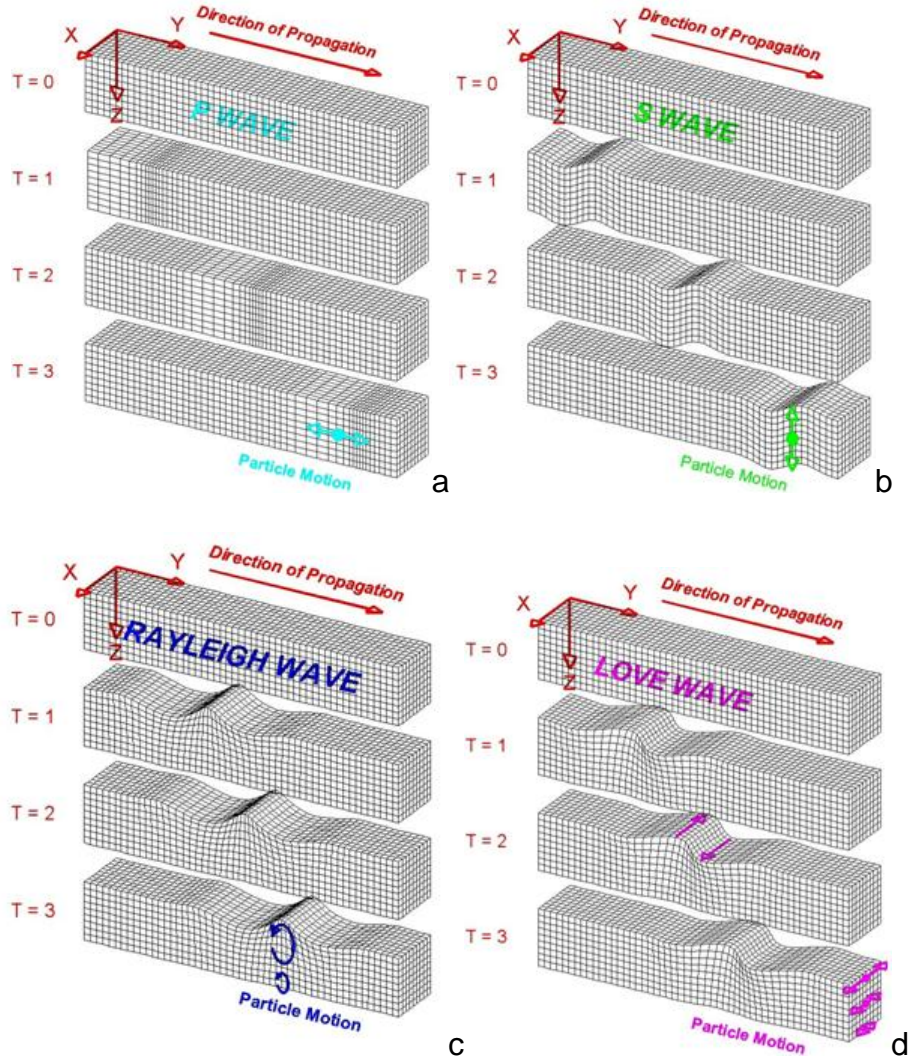 X
Y
Direction of Propagation
T = 0
Z
P WAVE
T = 1
T = 2
T = 3
Particle Motion
a
X
Y
Direction of Propagation
T = 0
Z
S WAVE
T = 1
T = 2
T = 3
Particle Motion
b
X
Y
Direction of Propagation
T = 0
Z
RAYLEIGH WAVE
T = 1
T = 2
T = 3
Particle Motion
c
X
Y
Direction of Propagation
T = 0
Z
LOVE WAVE
T = 1
T = 2
T = 3
Particle Motion
d